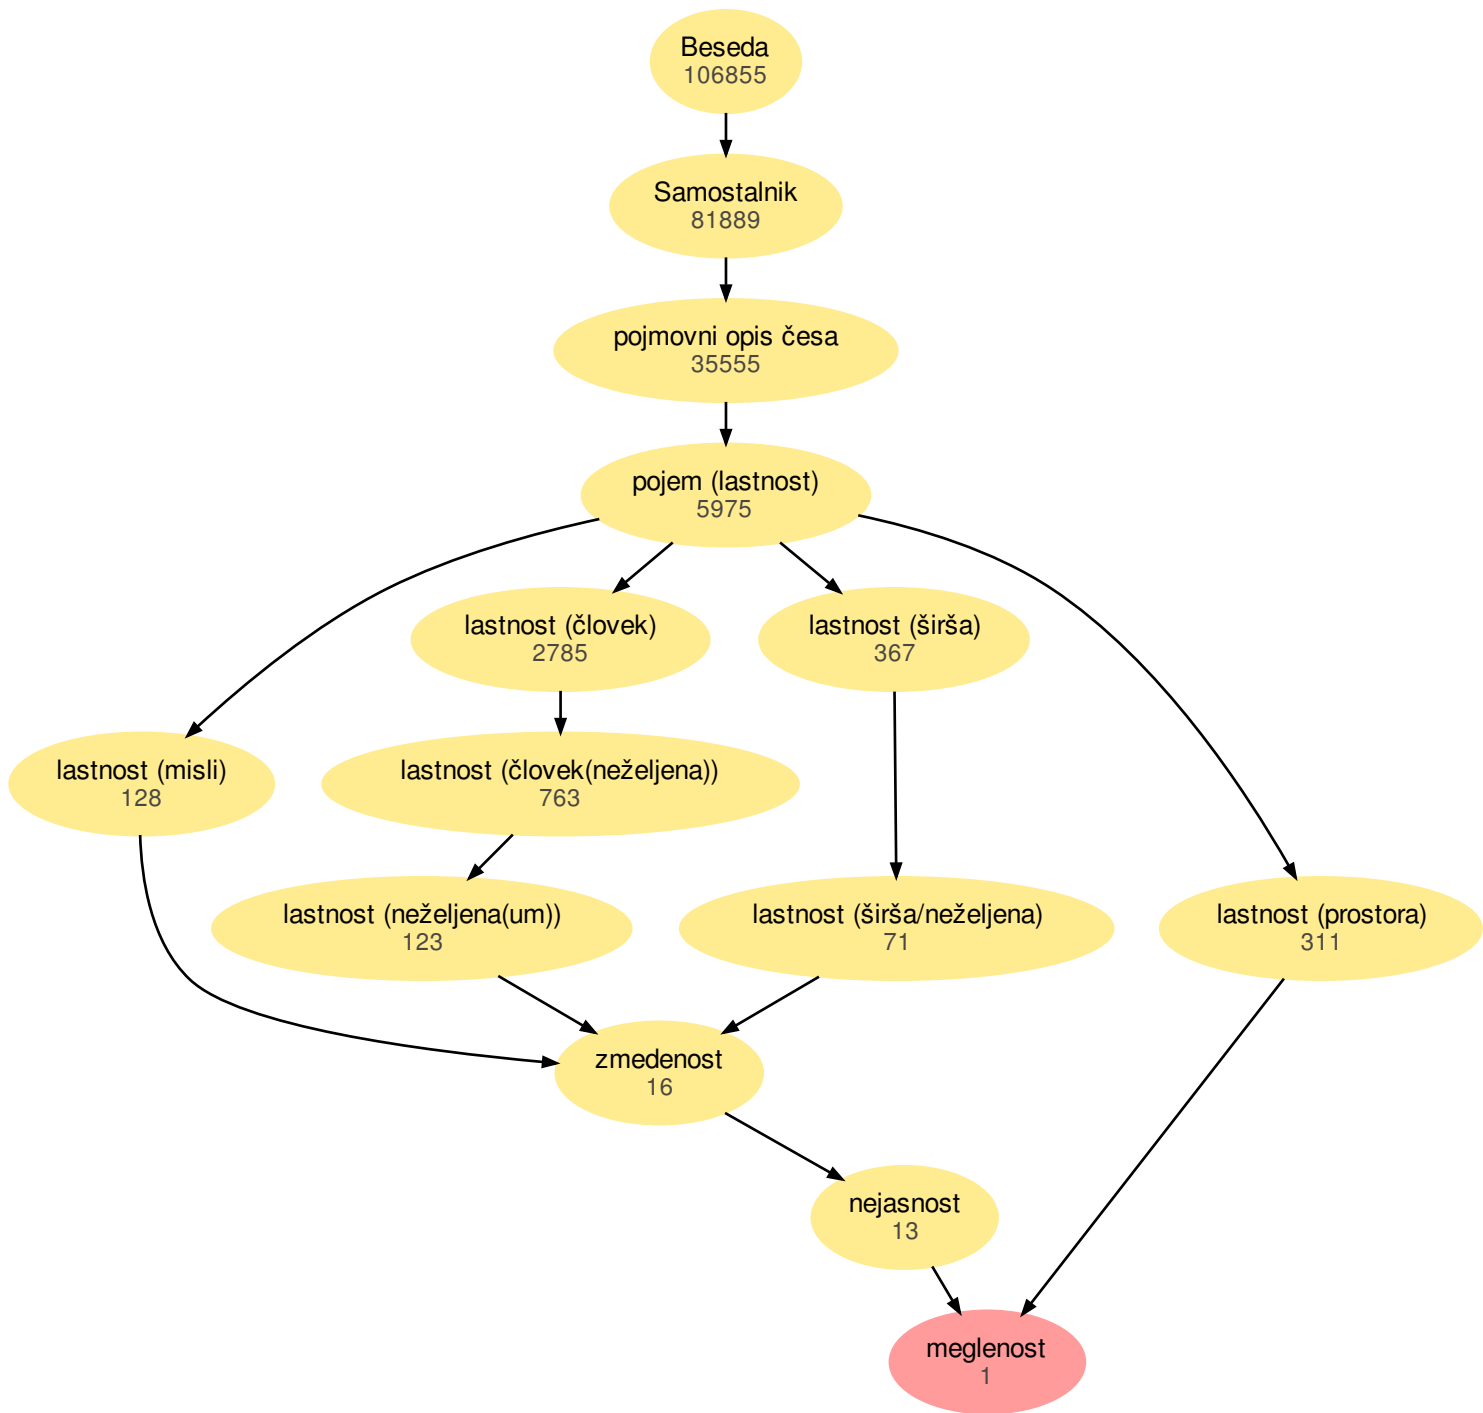 Beseda
106855
Samostalnik
81889
pojmovni opis česa
35555
pojem (lastnost)
5975
lastnost (človek)
2785
lastnost (širša)
367
lastnost (misli)
128
lastnost (človek(neželjena))
763
lastnost (neželjena(um))
123
lastnost (širša/neželjena)
71
lastnost (prostora)
311
zmedenost
16
nejasnost
13
meglenost
1